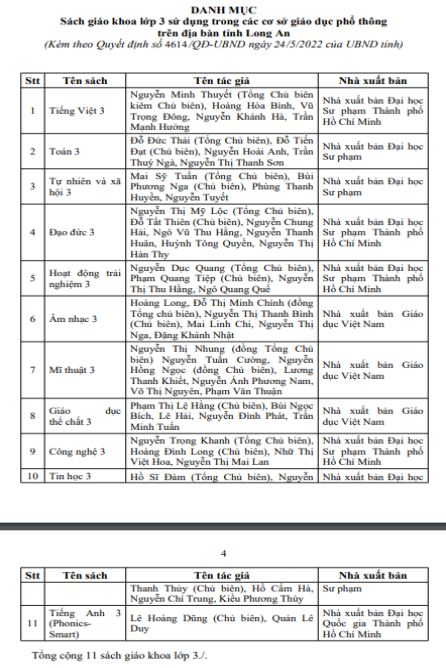 DANH MỤC
Sách giáo khoa lớp 3 sử dụng trong các cơ sở giáo dục phổ thông
trên địa bàn tỉnh Long An
(Kèm theo Quyết định số 4614/QĐ-UBND ngày 24/5/2022 của UBND tỉnh)
Stt Tên sách Tên tác giả Nhà xuất bản
1 Tiếng Việt 3
Nguyễn Minh Thuyết (Tổng Chủ biên
kiêm Chủ biên), Hoàng Hòa Bình, Vũ
Trọng Đông, Nguyễn Khánh Hà, Trần
Mạnh Hưởng
Nhà xuất bản Đại học
Sư phạm Thành phố
Hồ Chí Minh
2 Toán 3
Đỗ Đức Thái (Tổng Chủ biên), Đỗ Tiến
Đạt (Chủ biên), Nguyễn Hoài Anh, Trần
Thuý Ngà, Nguyễn Thị Thanh Sơn
Nhà xuất bản Đại học
Sư phạm
3 Tự nhiên và xã
hội 3
Mai Sỹ Tuấn (Tổng Chủ biên), Bùi
Phương Nga (Chủ biên), Phùng Thanh
Huyền, Nguyễn Tuyết
Nhà xuất bản Đại học
Sư phạm
4 Đạo đức 3
Nguyễn Thị Mỹ Lộc (Tổng Chủ biên),
Đỗ Tất Thiên (Chủ biên), Nguyễn Chung
Hải, Ngô Vũ Thu Hằng, Nguyễn Thanh
Huân, Huỳnh Tông Quyền, Nguyễn Thị
Hàn Thy
Nhà xuất bản Đại học
Sư phạm Thành phố
Hồ Chí Minh
5 Hoạt động trải
nghiệm 3
Nguyễn Dục Quang (Tổng Chủ biên),
Phạm Quang Tiệp (Chủ biên), Nguyễn
Thị Thu Hằng, Ngô Quang Quế
Nhà xuất bản Đại học
Sư phạm Thành phố
Hồ Chí Minh
6 Âm nhạc 3
Hoàng Long, Đỗ Thị Minh Chính (đồng
Tổng chủ biên), Nguyễn Thị Thanh Bình
(Chủ biên), Mai Linh Chi, Nguyễn Thị
Nga, Đặng Khánh Nhật
Nhà xuất bản Giáo
dục Việt Nam
7 Mĩ thuật 3
Nguyễn Thị Nhung (đồng Tổng Chủ
biện) Nguyễn Tuấn Cường, Nguyễn
Hồng Ngọc (đồng Chủ biên), Lương
Thanh Khiết, Nguyễn Ánh Phương Nam,
Võ Thị Nguyên, Phạm Văn Thuận
Nhà xuất bản Giáo
dục Việt Nam
8 Giáo dục
thể chất 3
Phạm Thị Lệ Hằng (Chủ biên), Bùi Ngọc
Bích, Lê Hải, Nguyễn Đình Phát, Trần
Minh Tuấn
Nhà xuất bản Giáo
dục Việt Nam
9 Công nghệ 3
Nguyễn Trọng Khanh (Tổng Chủ biên),
Hoàng Đình Long (Chủ biên), Nhữ Thị
Việt Hoa, Nguyễn Thị Mai Lan
Nhà xuất bản Đại học
Sư phạm Thành phố
Hồ Chí Minh
10 Tin học 3 Hồ Sĩ Đàm (Tổng Chủ biên), Nguyễn Nhà xuất bản Đại học
4
Stt Tên sách Tên tác giả Nhà xuất bản
Thanh Thủy (Chủ biên), Hồ Cẩm Hà, Sư phạm
Nguyễn Chí Trung, Kiều Phương Thùy
11 Tiếng Anh 3
(Phonics-
Smart)
Lê Hoàng Dũng (Chủ biên), Quản Lê
Duy
Nhà xuất bản Đại học
Quốc gia Thành phố
Hồ Chí Minh
Tổng cộng 11 sách giáo khoa lớp 3./.